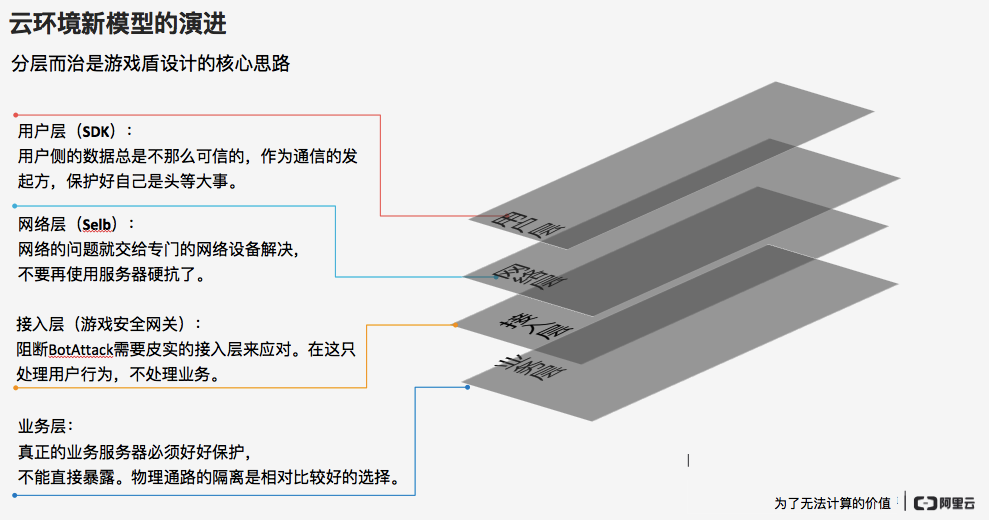 云环境新模型的演进
分层而治是游戏盾设计的核心思路
用户层（SDK）：
用户侧的数据总是不那么可信的，作为通信的发
起方，保护好自己是头等大事。
网络层（Selb）：
网络的问题就交给专门的网络设备解决，
不要再使用服务器硬抗了。
接入层（游戏安全网关）：
阻断BotAttack需要皮实的接入层来应对。在这只
处理用户行为，不处理业务。
业务层：
真正的业务服务器必须好好保护，
不能直接暴露。物理通路的隔离是相对比较好的选择。
用户层
网络层
接入层
业务层
为了无法计算的价值
阿里云